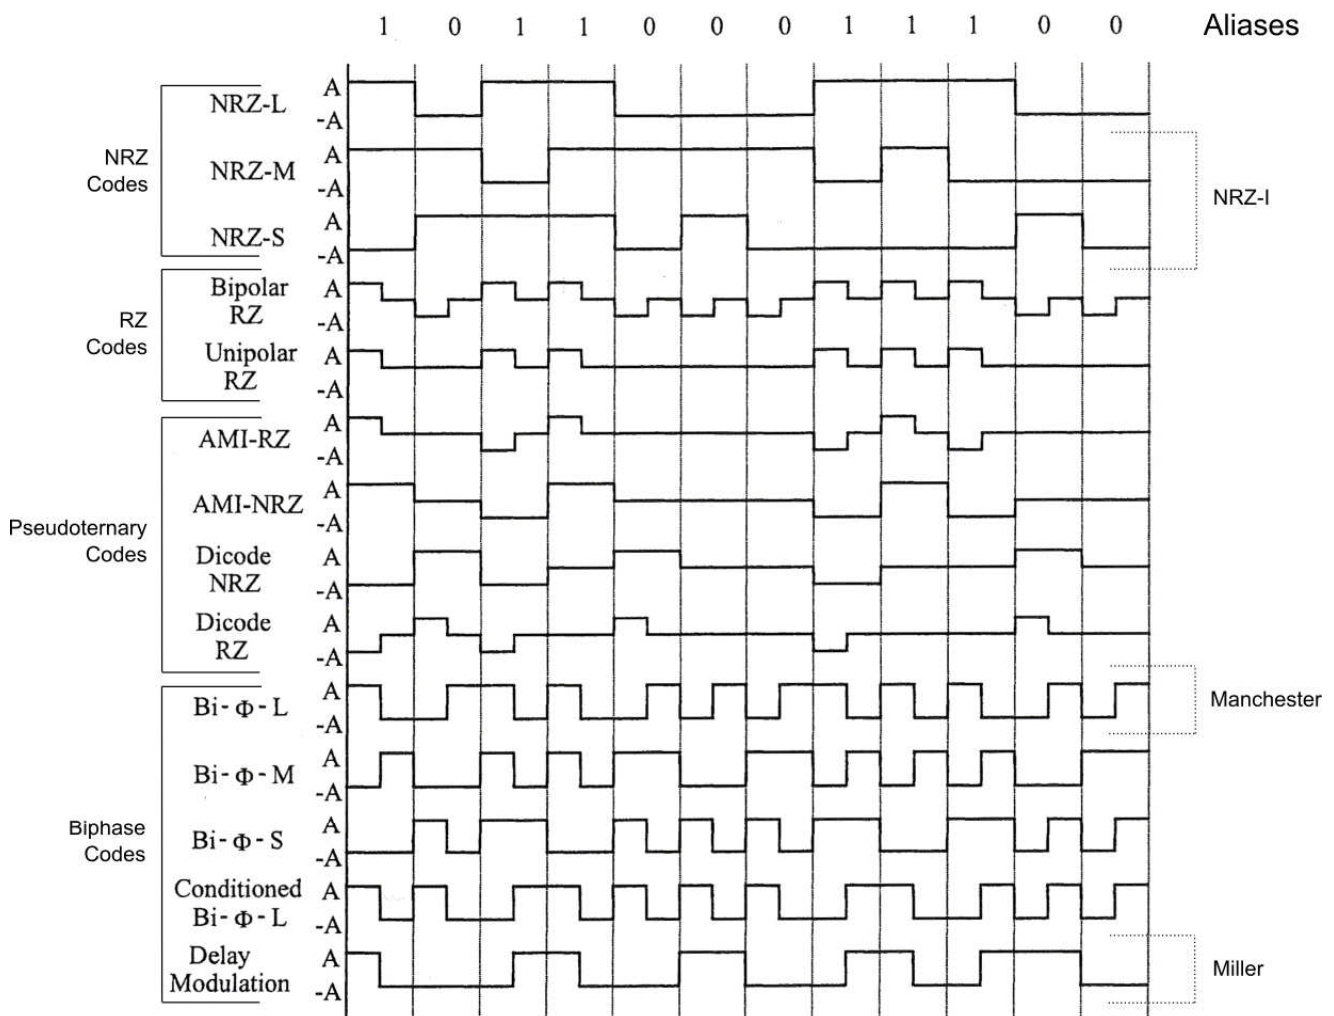 1 0 1 1 0 0 0 1 1 1 0 0 Aliases
NRZ
Codes
NRZ-L
A
-A
NRZ-M
A
-A
NRZ-S
A
-A
NRZ-I
RZ
Codes
Bipolar
RZ
A
-A
Unipolar
RZ
A
-A
Pseudoternary
Codes
AMI-RZ
A
-A
AMI-NRZ
A
-A
Dicode
NRZ
A
-A
Dicode
RZ
A
-A
Biphase
Codes
Bi-Φ-L
A
-A
Manchester
Bi-Φ-M
A
-A
Bi-Φ-S
A
-A
Conditioned
Bi-Φ-L
A
-A
Delay
Modulation
A
-A
Miller